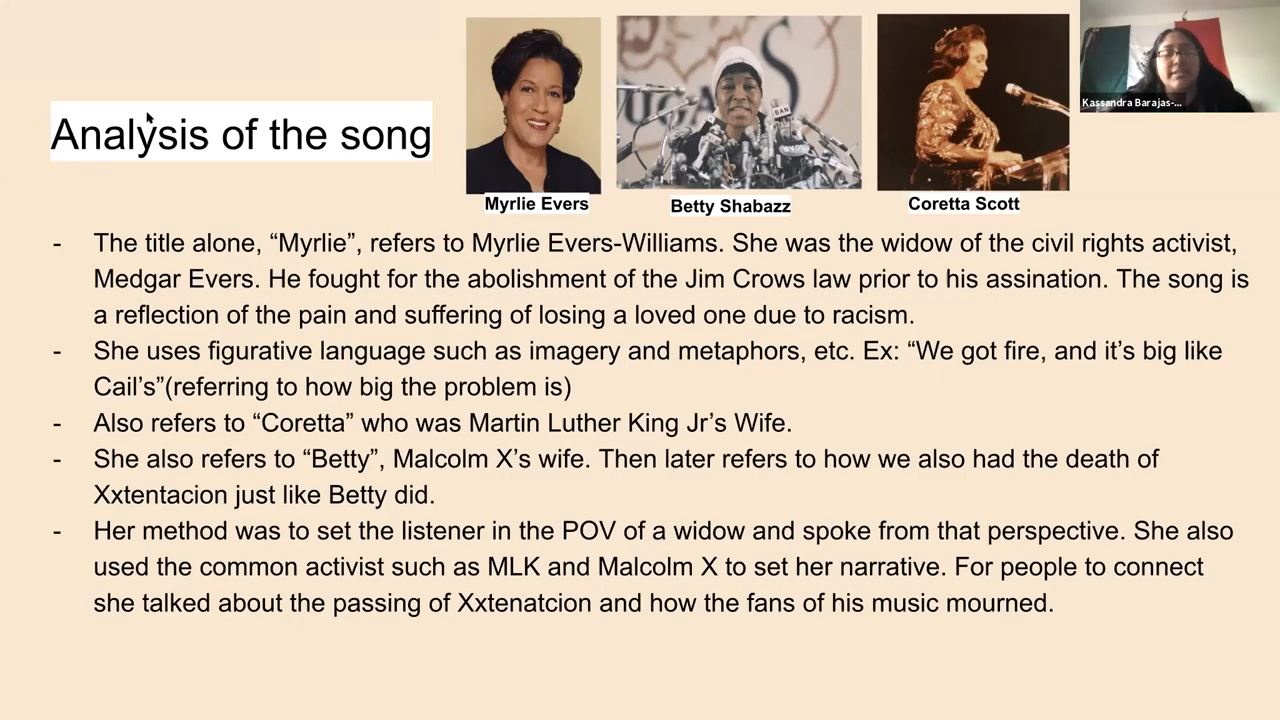 Kassandra Barajas-...
Analysis of the song
UGA S
BAN
Myrlie Evers
Betty Shabazz
Coretta Scott
- The title alone, “Myrlie”, refers to Myrlie Evers-Williams. She was the widow of the civil rights activist,
Medgar Evers. He fought for the abolishment of the Jim Crows law prior to his assination. The song is
a reflection of the pain and suffering of losing a loved one due to racism.
- She uses figurative language such as imagery and metaphors, etc. Ex: “We got fire, and it’s big like
Cail’s”(referring to how big the problem is)
- Also refers to “Coretta” who was Martin Luther King Jr’s Wife.
- She also refers to “Betty”, Malcolm X’s wife. Then later refers to how we also had the death of
Xxtentacion just like Betty did.
- Her method was to set the listener in the POV of a widow and spoke from that perspective. She also
used the common activist such as MLK and Malcolm X to set her narrative. For people to connect
she talked about the passing of Xxtenatcion and how the fans of his music mourned.